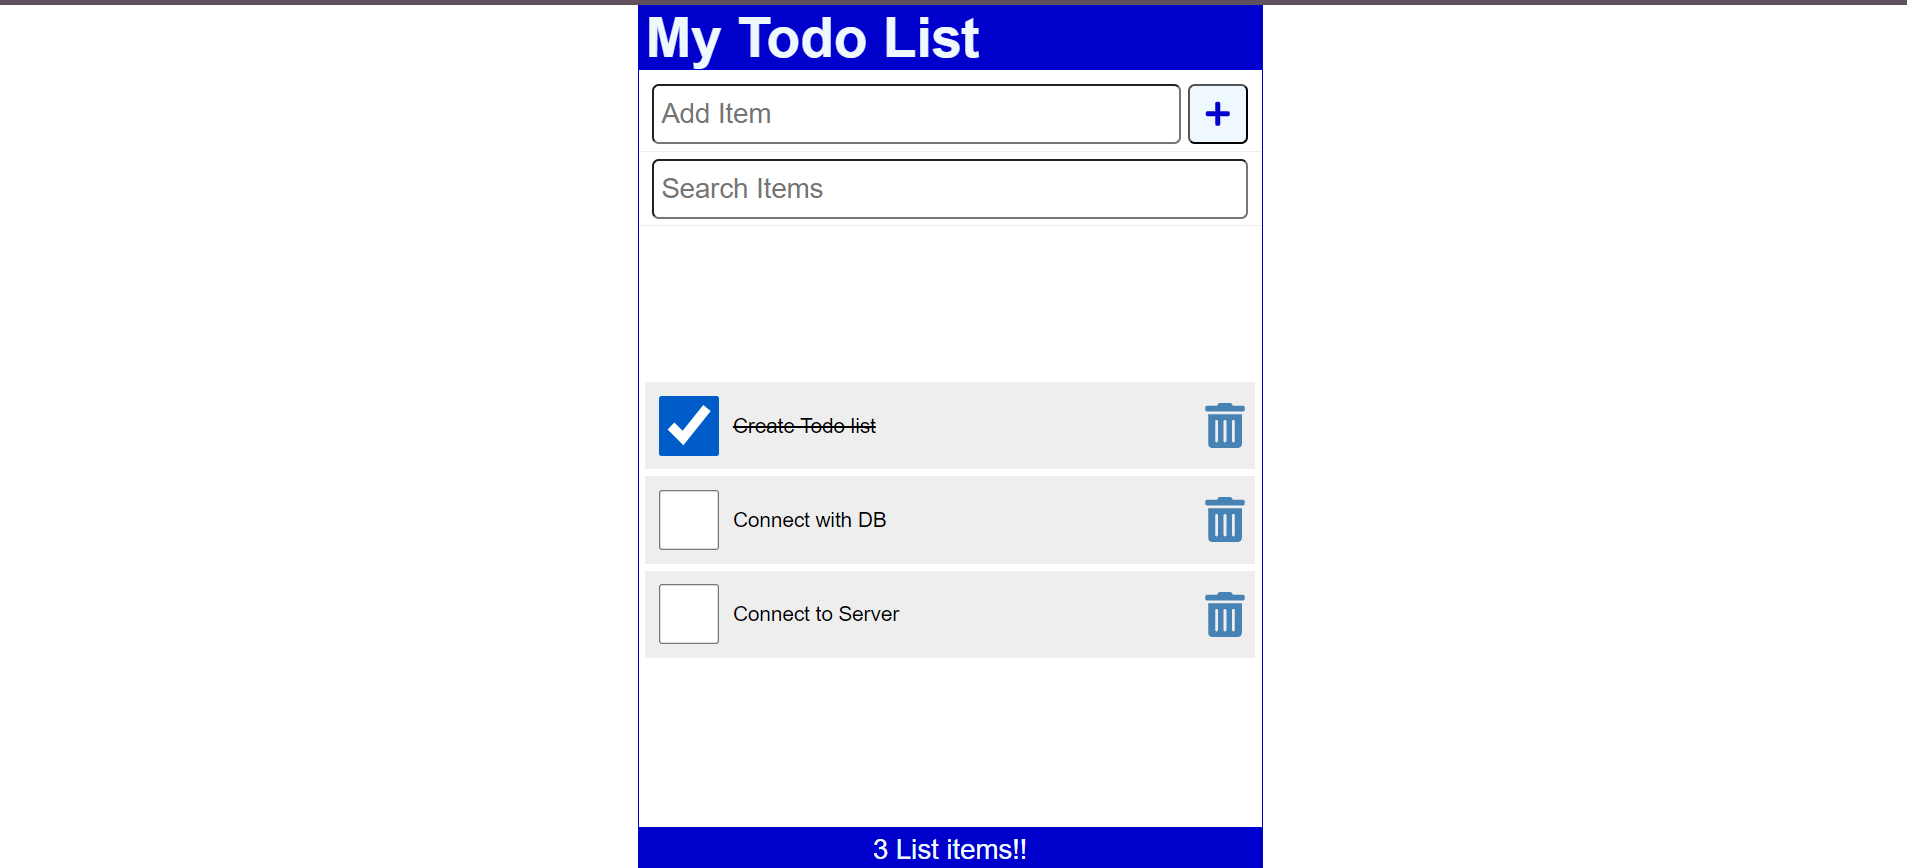 My Todo List
Add Item
Search Items
Create Todo list
Connect with DB
Connect to Server
3 List items!!